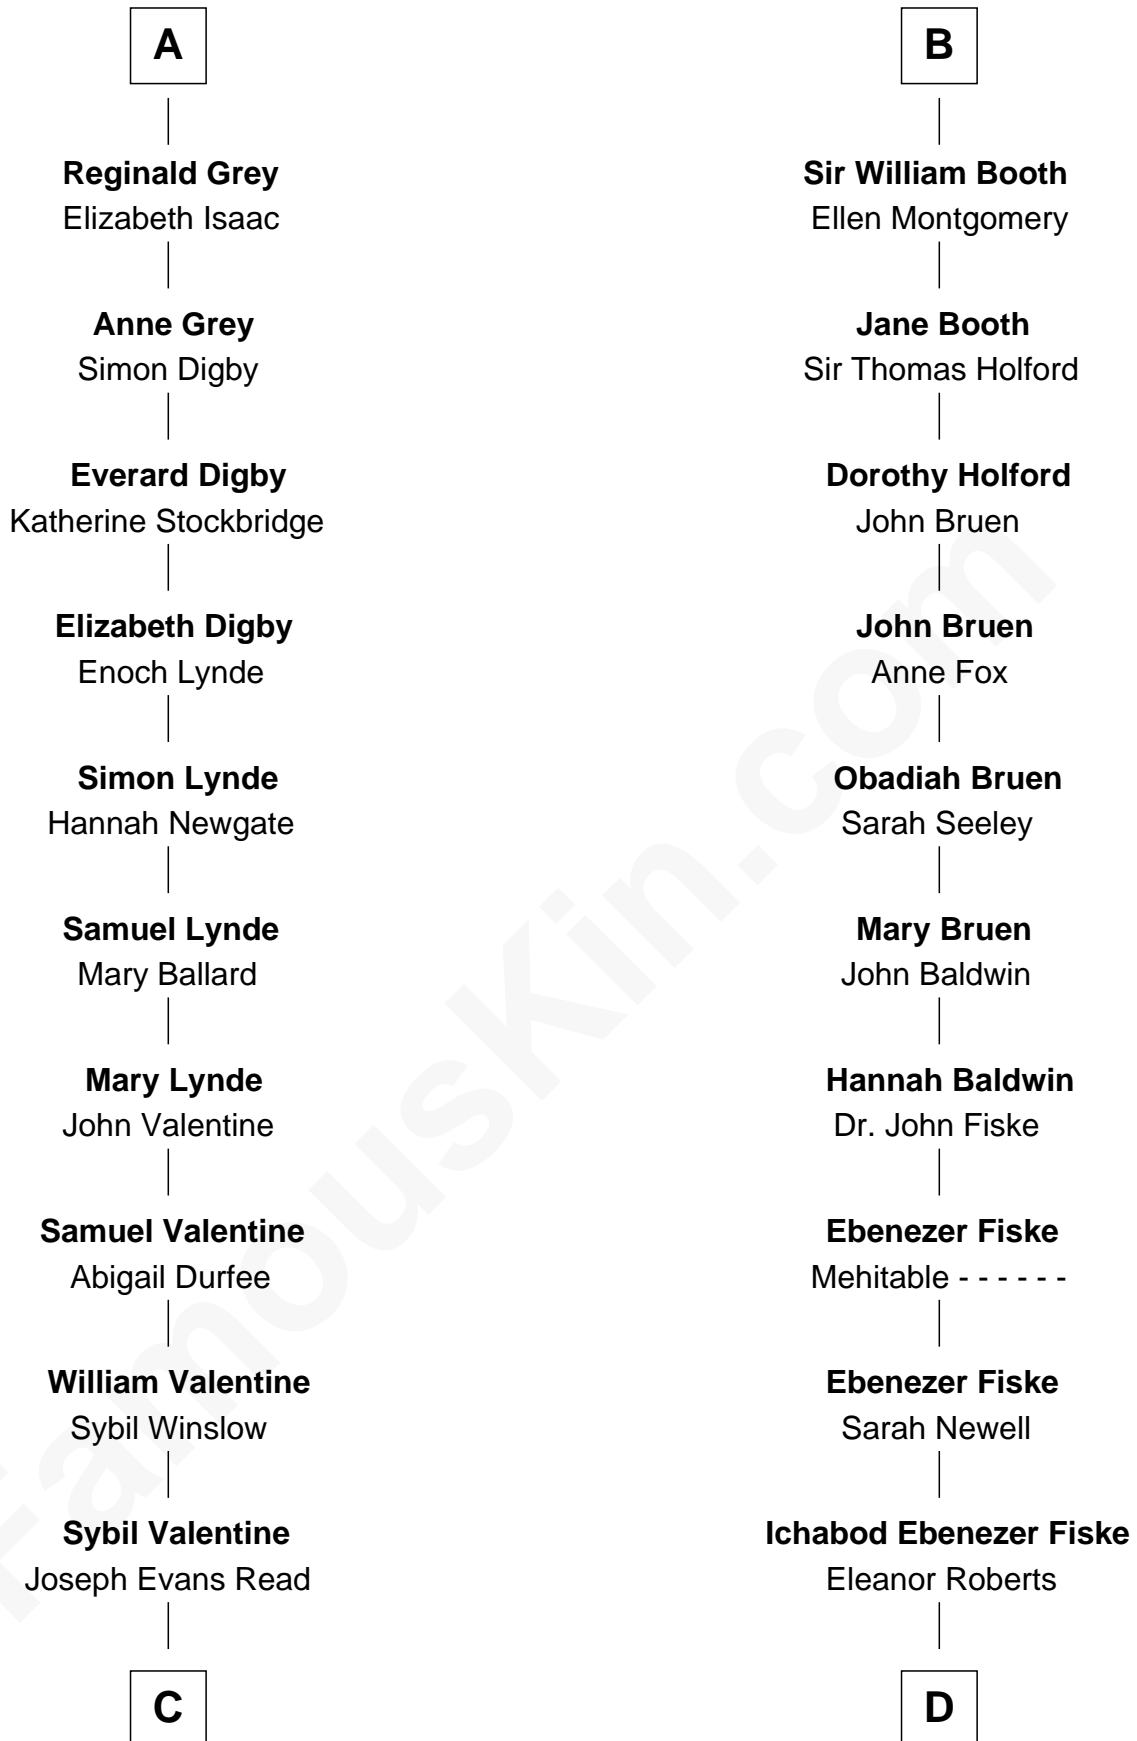 A
Reginald Grey
Elizabeth Isaac
Anne Grey
Simon Digby
Everard Digby
Katherine Stockbridge
Elizabeth Digby
Enoch Lynde
Simon Lynde
Hannah Newgate
Samuel Lynde
Mary Ballard
Mary Lynde
John Valentine
Samuel Valentine
Abigail Durfee
William Valentine
Sybil Winslow
Sybil Valentine
Joseph Evans Read
C
B
Sir William Booth
Ellen Montgomery
Jane Booth
Sir Thomas Holford
Dorothy Holford
John Bruen
John Bruen
Anne Fox
Obadiah Bruen
Sarah Seeley
Mary Bruen
John Baldwin
Hannah Baldwin
Dr. John Fiske
Ebenezer Fiske
Mehitable - - - - - -
Ebenezer Fiske
Sarah Newell
Ichabod Ebenezer Fiske
Eleanor Roberts
D
FamousKin.com